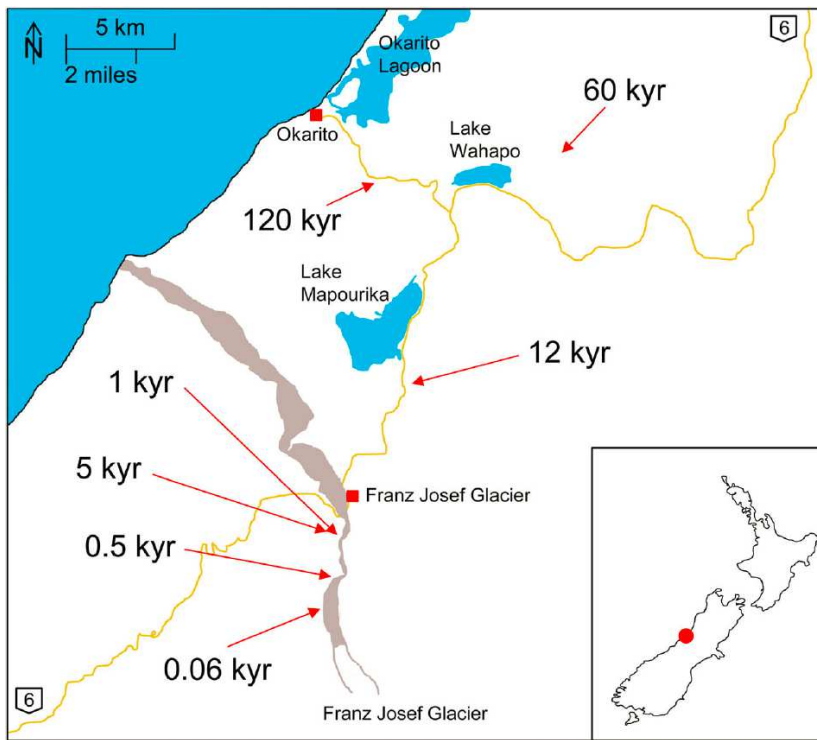 5 km
N
2 miles
Okarito
Lagoon
6
60 kyr
Okarito
Lake
Wahapo
120 kyr
Lake
Mapourika
12 kyr
1 kyr
5 kyr
Franz Josef Glacier
0.5 kyr
0.06 kyr
6
Franz Josef Glacier